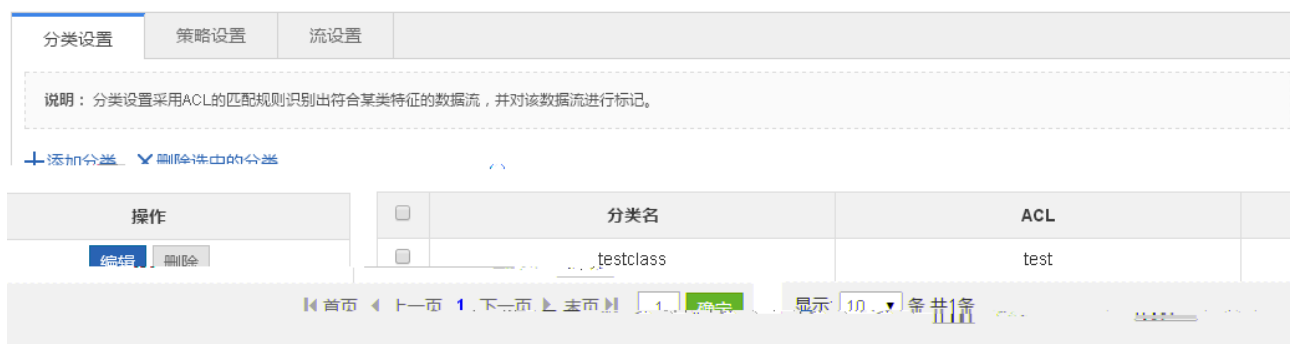 分类设置 策略设置 流设置
说明： 分类设置采用ACL的匹配规则识别出符合某类特征的数据流，并对该数据流进行标记。
添加分类 删除选中的分类
操作 分类名 ACL
编辑 删除 testclass test
首页 上一页 1 下一页 末页 1 确定 显示: 10 条 共1条